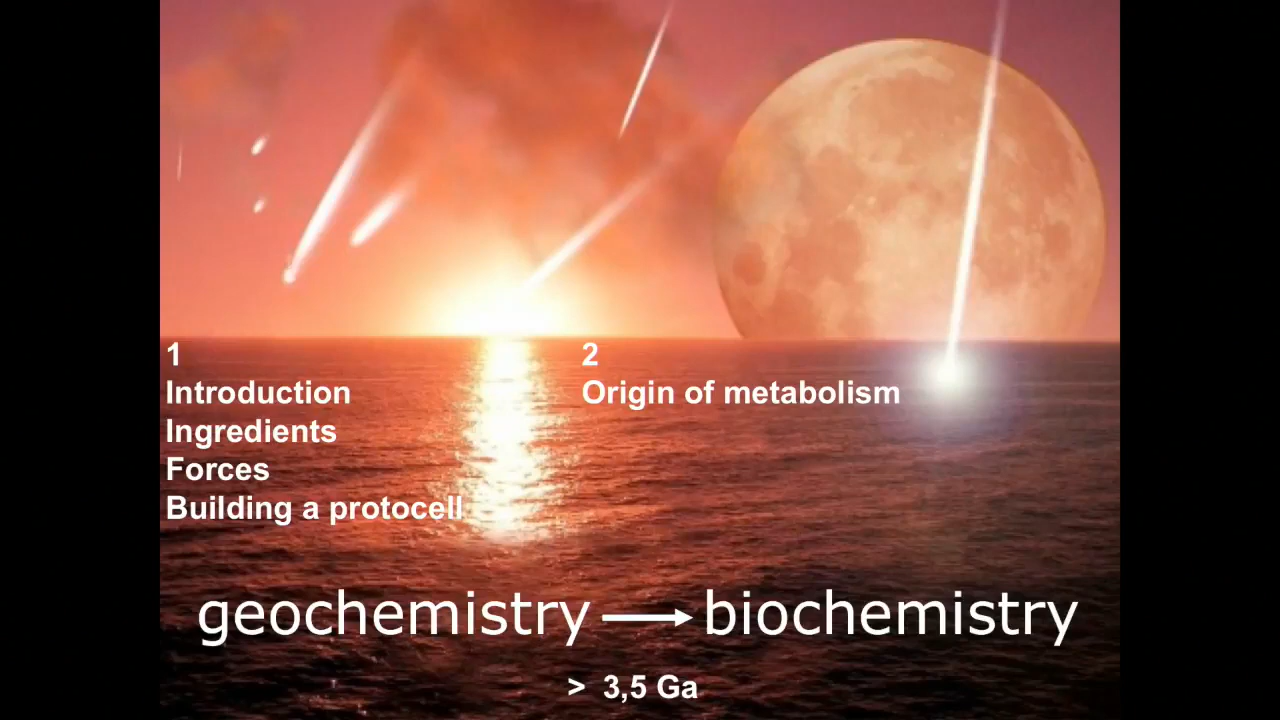 1
Introduction
Ingredients
Forces
Building a protocell
2
Origin of metabolism
geochemistry → biochemistry
> 3,5 Ga